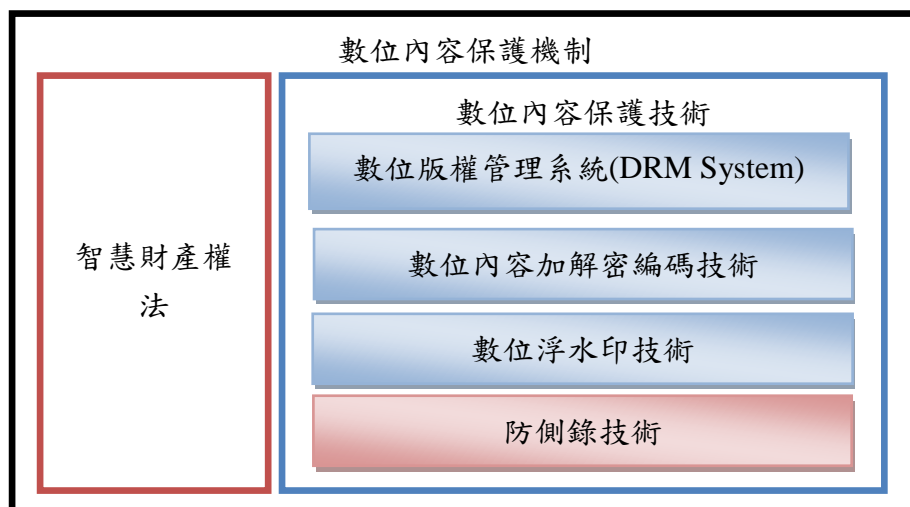 數位內容保護機制
智慧財產權
法
數位內容保護技術
數位版權管理系統(DRM System)
數位內容加解密編碼技術
數位浮水印技術
防側錄技術